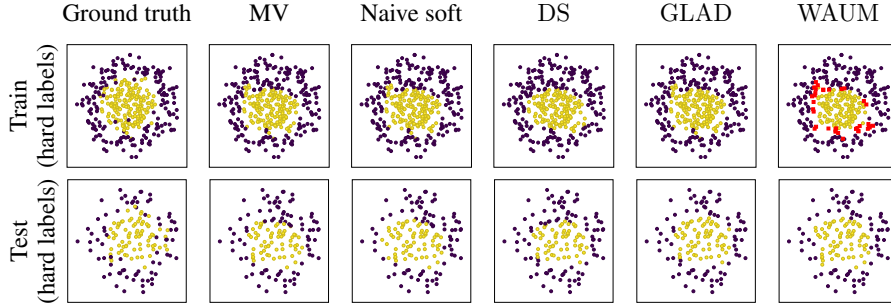 Ground truth MV Naive soft DS GLAD WAUM
Train
(hard labels)
Test
(hard labels)